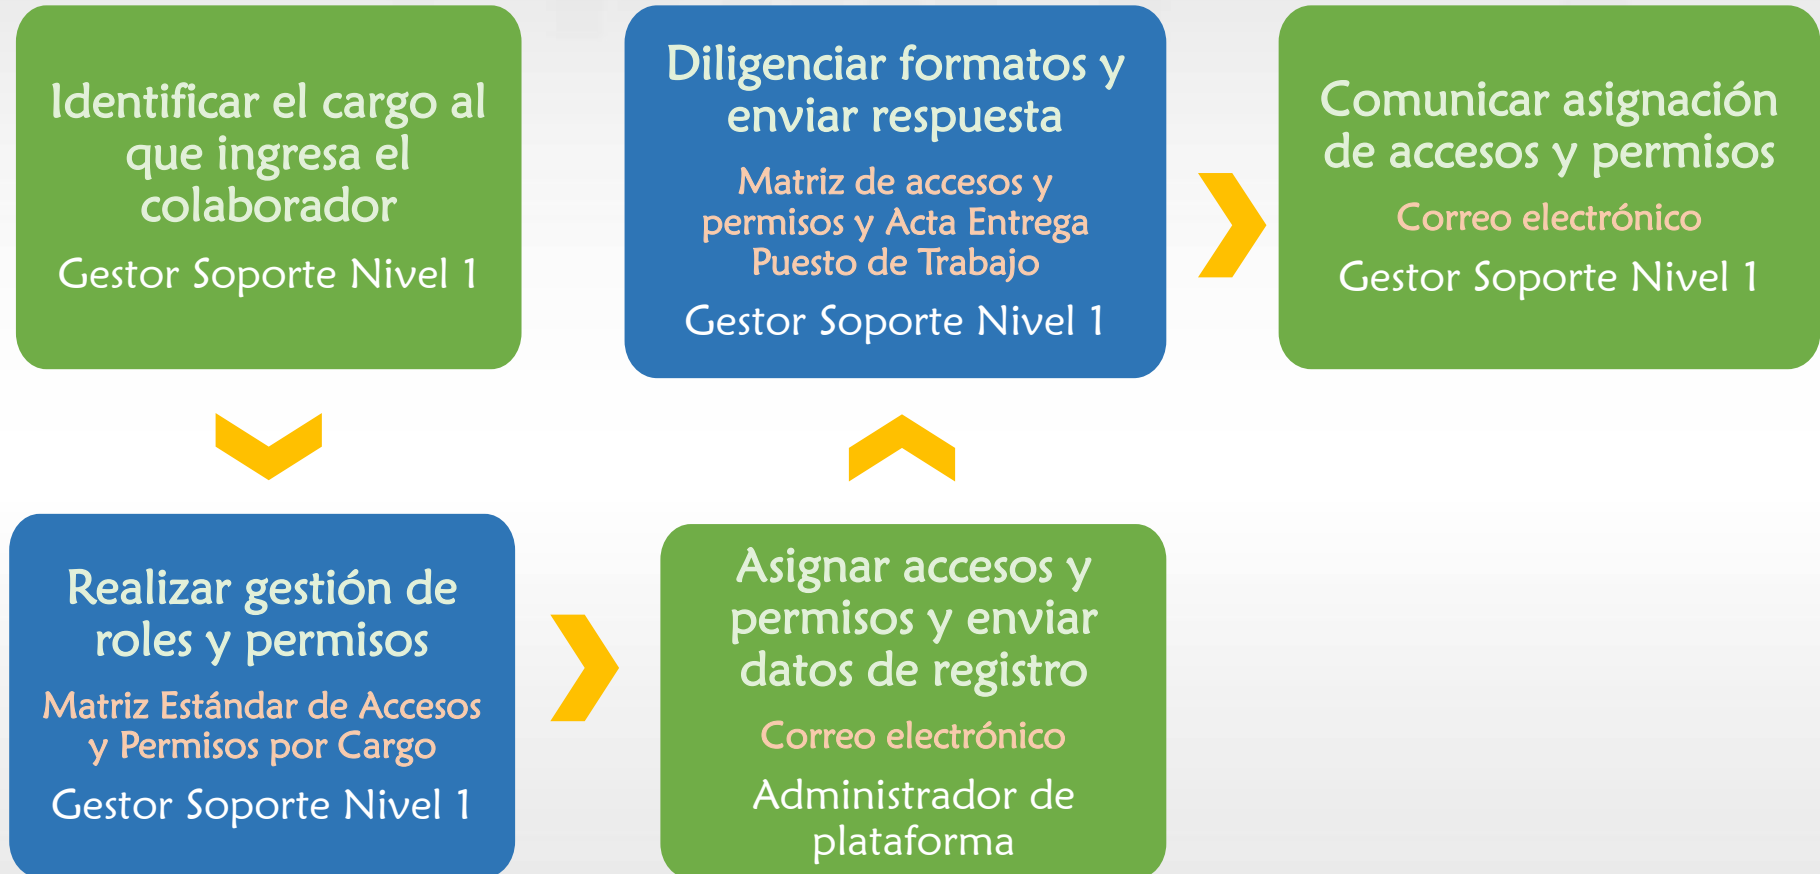 Identificar el cargo al
que ingresa el
colaborador
Gestor Soporte Nivel 1
Realizar gestión de
roles y permisos
Matriz Estándar de Accesos
y Permisos por Cargo
Gestor Soporte Nivel 1
Asignar accesos y
permisos y enviar
datos de registro
Correo electrónico
Administrador de
plataforma
Diligenciar formatos y
enviar respuesta
Matriz de accesos y
permisos y Acta Entrega
Puesto de Trabajo
Gestor Soporte Nivel 1
Comunicar asignación
de accesos y permisos
Correo electrónico
Gestor Soporte Nivel 1